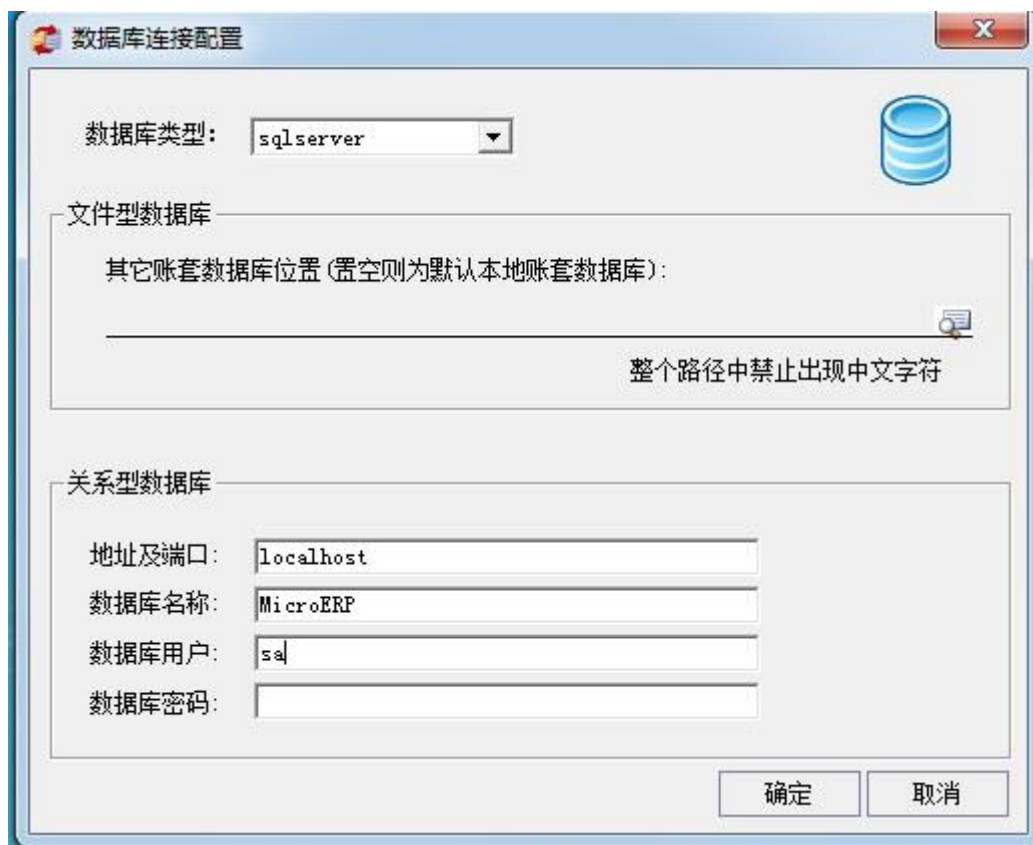 数据库连接配置
数据库类型: sqlserver
文件型数据库
其它账套数据库位置(置空则为默认本地账套数据库):
整个路径中禁止出现中文字符
关系型数据库
地址及端口: localhost
数据库名称: MicroERP
数据库用户: sa
数据库密码:
确定 取消